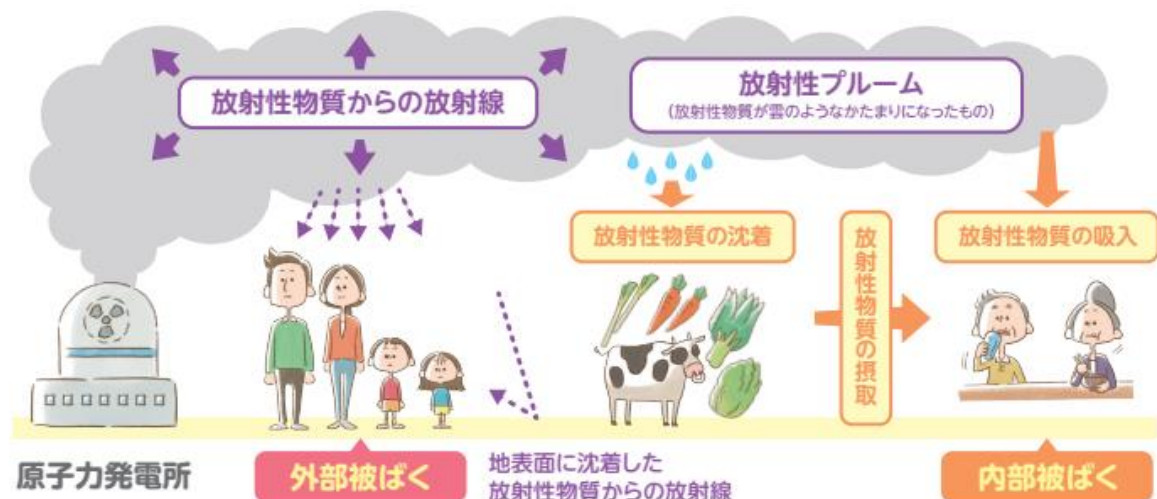 放射性物質からの放射線
放射性プルーム
(放射性物質が雲のようなかたまりになったもの)
放射性物質の沈着
放射性物質の摂取
放射性物質の吸入
原子力発電所
外部被ばく
地表面に沈着した
放射性物質からの放射線
内部被ばく